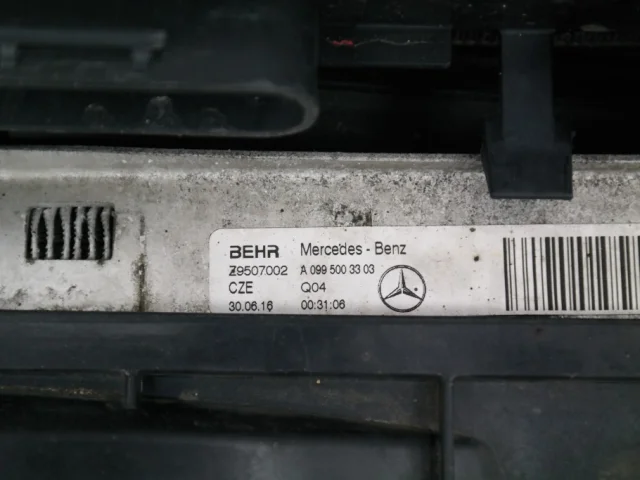 BEHR Mercedes-Benz
Z9507002 A 099 500 33 03
CZE Q04
30.06.16 00:31:06